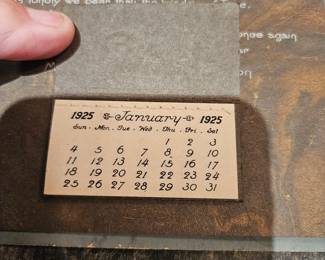 once again
1925 January 1925
Sun. Mon. Tue. Wed. Thu. Fri. Sat
1 2 3
4 5 6 7 8 9 10
11 12 13 14 15 16 17
18 19 20 21 22 23 24
25 26 27 28 29 30 31